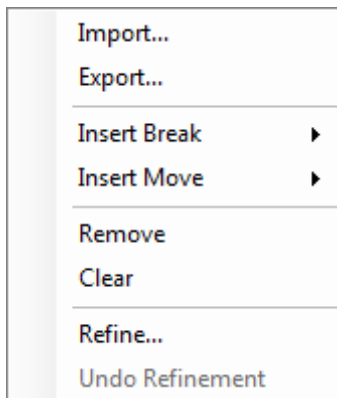 Import...
Export...
Insert Break
Insert Move
Remove
Clear
Refine...
Undo Refinement